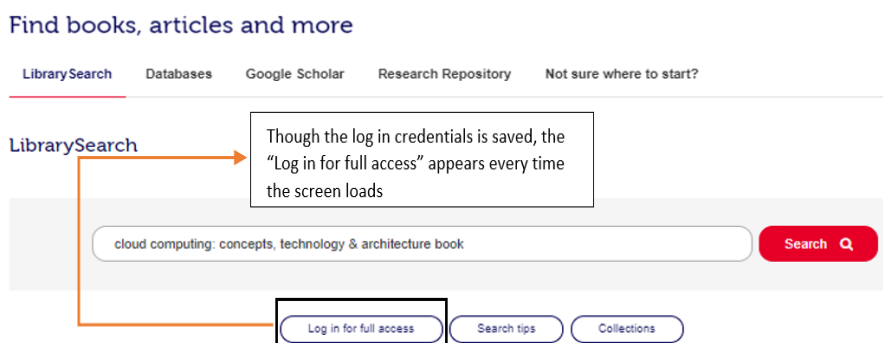 Find books, articles and more
LibrarySearch Databases Google Scholar Research Repository Not sure where to start?
LibrarySearch
Though the log in credentials is saved, the
“Log in for full access” appears every time
the screen loads
cloud computing: concepts, technology & architecture book
Search
Log in for full access Search tips Collections